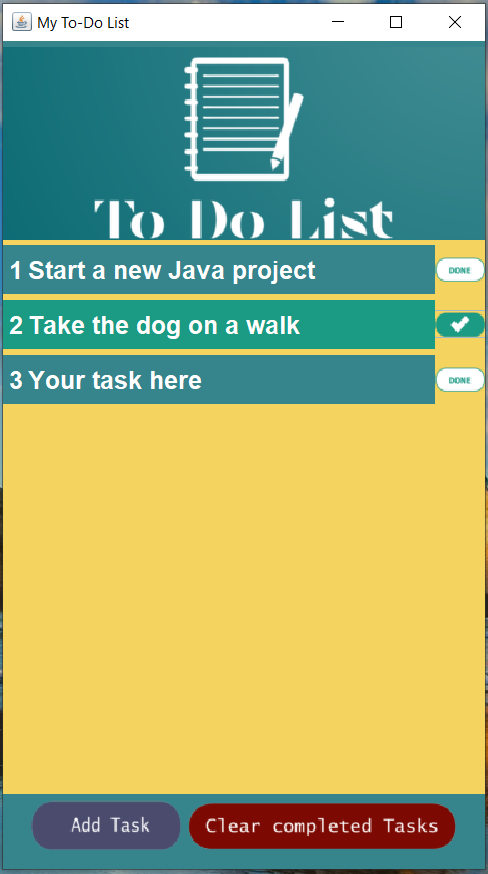 My To-Do List
To Do List
1 Start a new Java project
DONE
2 Take the dog on a walk
3 Your task here
DONE
Add Task
Clear completed Tasks